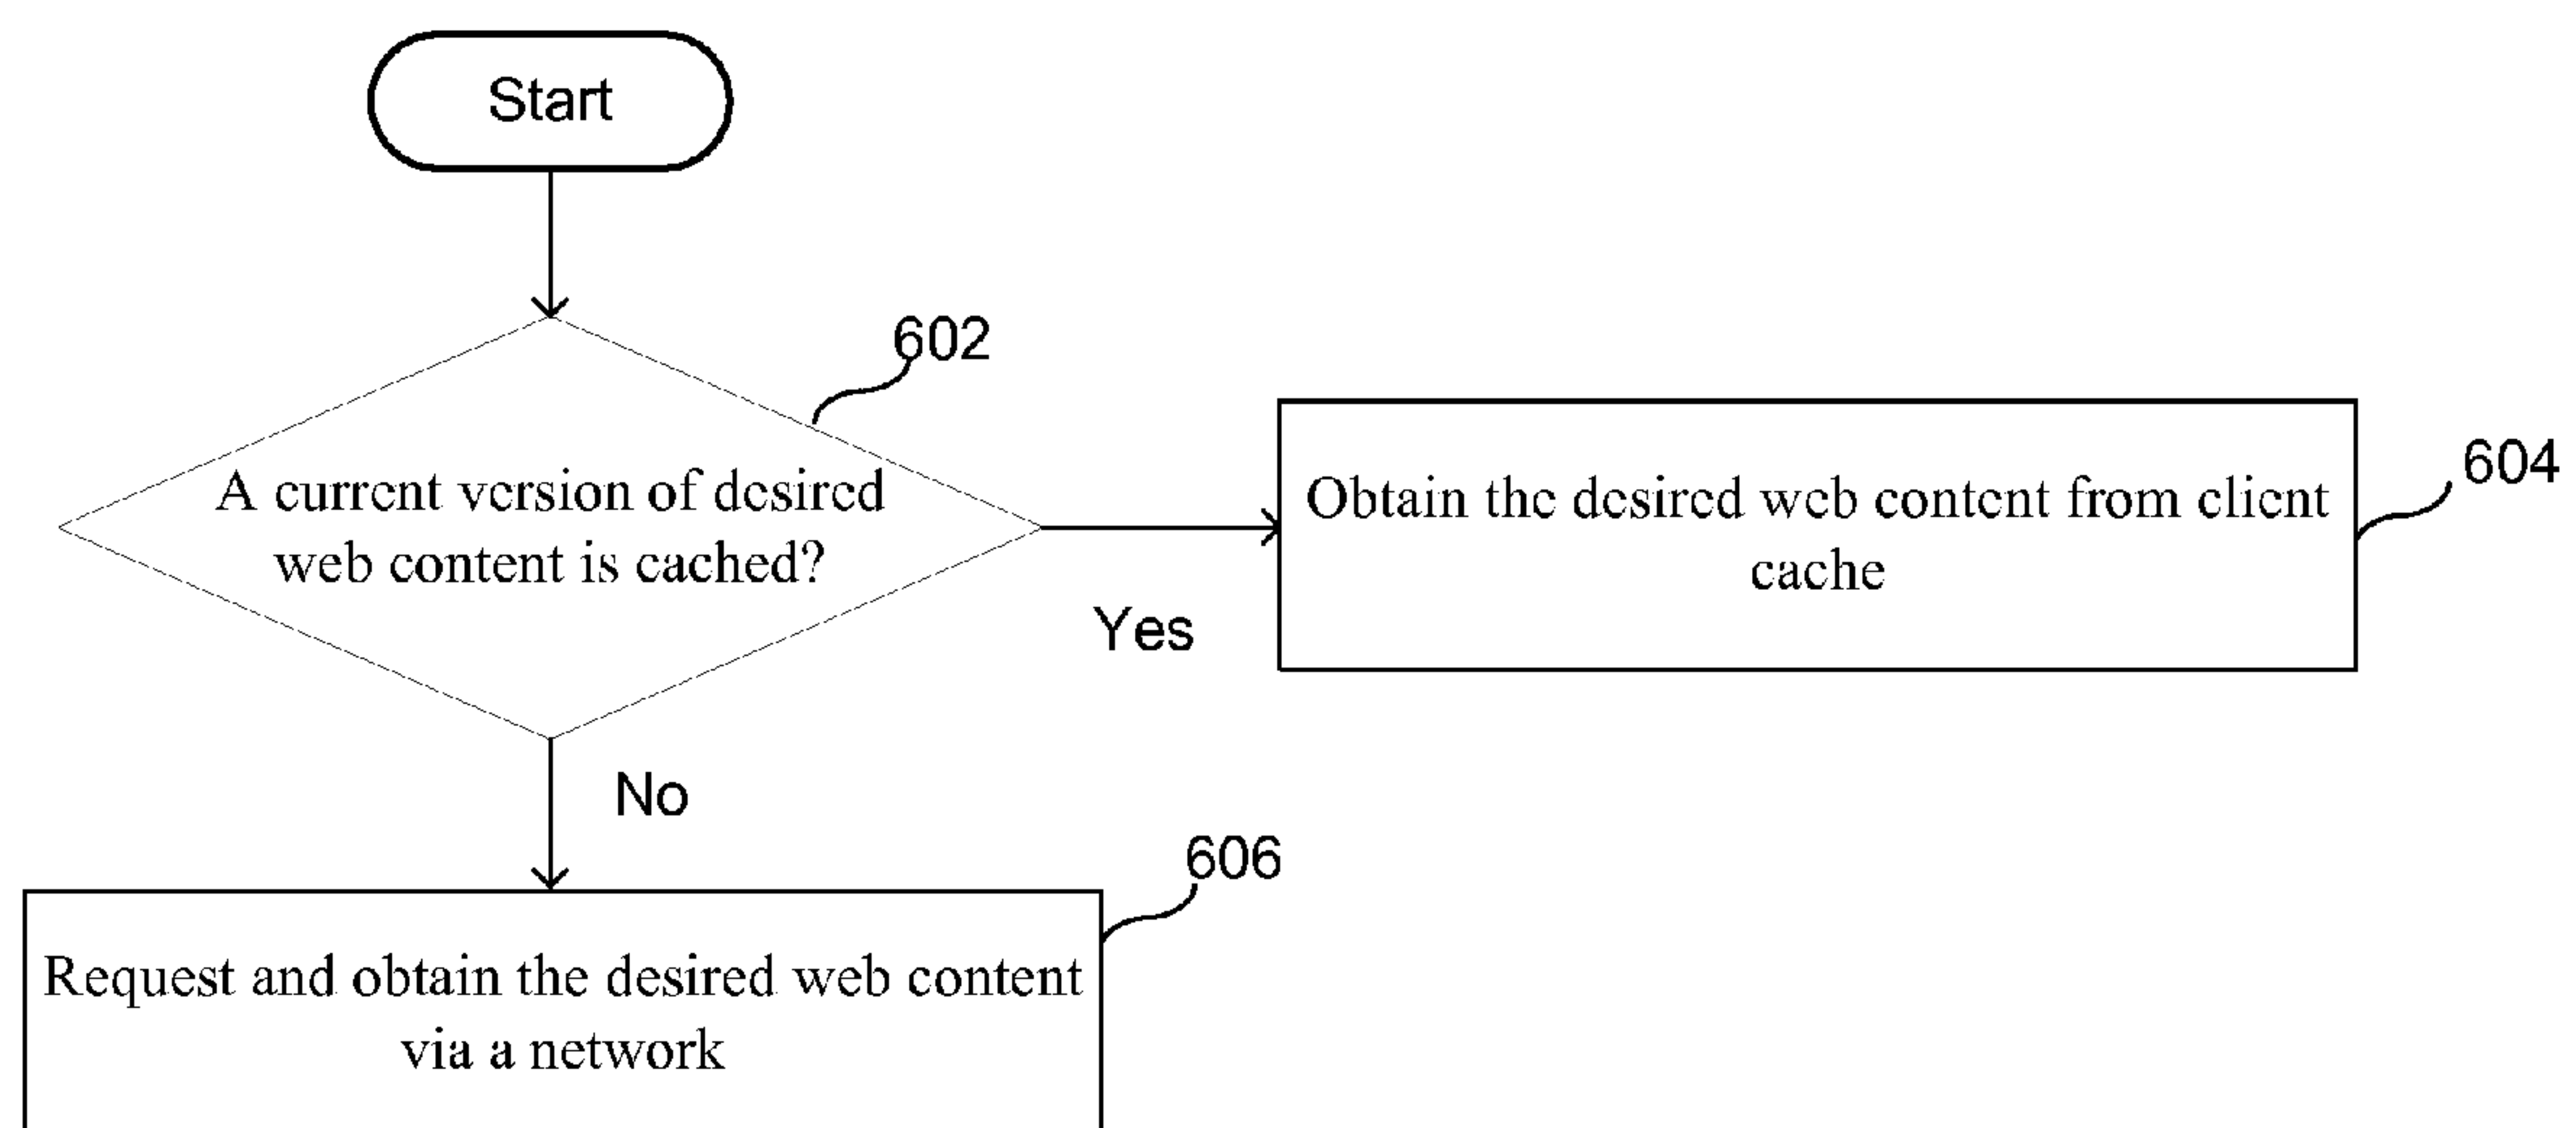 Start
602
A current version of desired
web content is cached?
Yes
604
Obtain the desired web content from client
cache
No
606
Request and obtain the desired web content
via a network